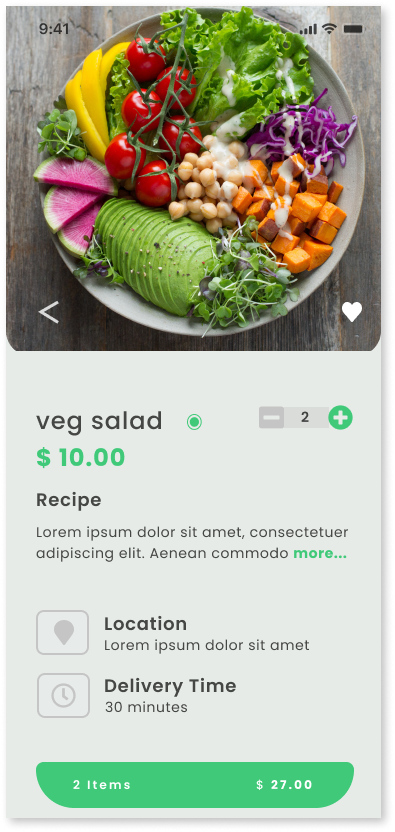 9:41
veg salad
2
$ 10.00
Recipe
Lorem ipsum dolor sit amet, consectetuer
adipiscing elit. Aenean commodo more...
Location
Lorem ipsum dolor sit amet
Delivery Time
30 minutes
2 Items $ 27.00